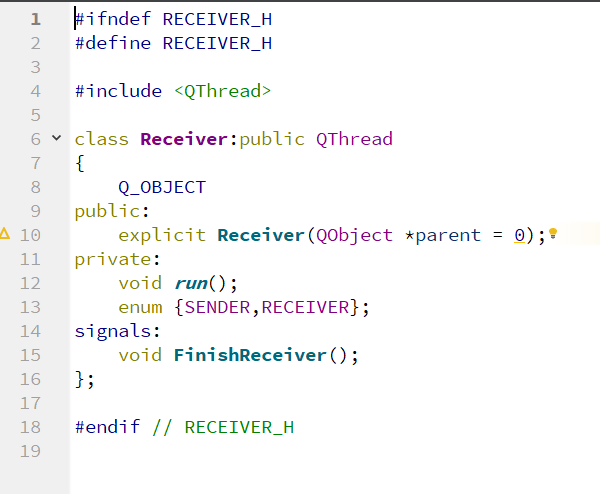 1 #ifndef RECEIVER_H
2 #define RECEIVER_H
3
4 #include <QThread>
5
6 class Receiver:public QThread
7 {
8     Q_OBJECT
9 public:
10     explicit Receiver(QObject *parent = 0);
11 private:
12     void run();
13     enum {SENDER,RECEIVER};
14 signals:
15     void FinishReceiver();
16 };
17
18 #endif // RECEIVER_H
19